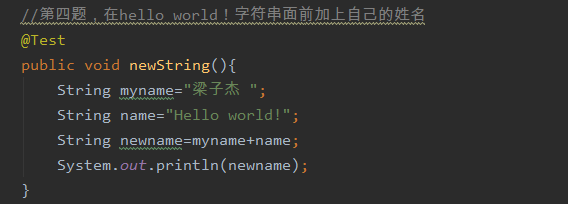 //第四题，在hello world！字符串面前加上自己的姓名
@Test
public void newString(){
String myname="梁子杰 ";
String name="Hello world!";
String newname=myname+name;
System.out.println(newname);
}